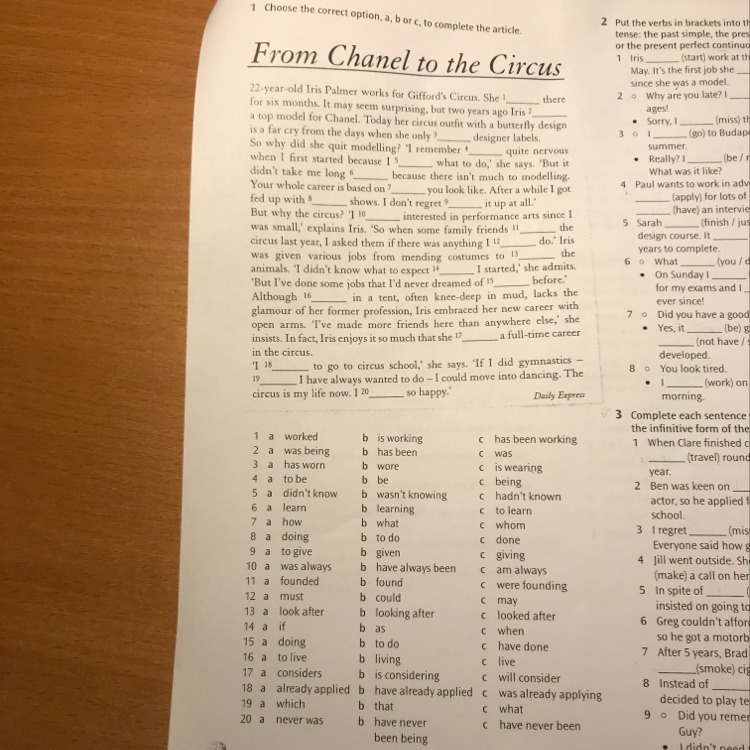 1 Choose the correct option, a, b or c, to complete the article.
From Chanel to the Circus
22-year-old Iris Palmer works for Gifford's Circus. She 1______ there
for six months. It may seem surprising, but two years ago Iris 2______
a top model for Chanel. Today her circus outfit with a butterfly design
is a far cry from the days when she only 3______ designer labels.
So why did she quit modelling? 'I remember 4______ quite nervous
when I first started because I 5______ what to do,' she says. 'But it
didn't take me long 6______ because there isn't much to modelling.
Your whole career is based on 7______ you look like. After a while I got
fed up with 8______ shows. I don't regret 9______ it up at all.'
But why the circus? 'I 10______ interested in performance arts since I
was small,' explains Iris. 'So when some family friends 11______ the
circus last year, I asked them if there was anything I 12______ do.' Iris
was given various jobs from mending costumes to 13______ the
animals. 'I didn't know what to expect 14______ I started,' she admits.
'But I've done some jobs that I'd never dreamed of 15______ before.'
Although 16______ in a tent, often knee-deep in mud, lacks the
glamour of her former profession, Iris embraced her new career with
open arms. 'I've made more friends here than anywhere else,' she
insists. In fact, Iris enjoys it so much that she 17______ a full-time career
in the circus.
'I 18______ to go to circus school,' she says. 'If I did gymnastics –
19______ I have always wanted to do – I could move into dancing. The
circus is my life now. I 20______ so happy.'
Daily Express
1 a worked b is working c has been working
2 a was being b has been c was
3 a has worn b wore c is wearing
4 a to be b be c being
5 a didn't know b wasn't knowing c hadn't known
6 a learn b learning c to learn
7 a how b what c whom
8 a doing b to do c done
9 a to give b given c giving
10 a was always b have always been c am always
11 a founded b found c were founding
12 a must b could c may
13 a look after b looking after c looked after
14 a if b as c when
15 a doing b to do c have done
16 a to live b living c live
17 a considers b is considering c will consider
18 a already applied b have already applied c was already applying
19 a which b that c what
20 a never was b have never c have never been
been being
2 Put the verbs in brackets into th
tense: the past simple, the pres
or the present perfect continuo
1 Iris ______ (start) work at th
May. It's the first job she ______
since she was a model.
2 ○ Why are you late? I ______
ages!
• Sorry, I ______ (miss) th
3 ○ I ______ (go) to Budap
summer.
• Really? I ______ (be / n
What was it like?
4 Paul wants to work in adv
______ (apply) for lots of
______ (have) an intervie
5 Sarah ______ (finish / jus
design course. It ______
years to complete.
6 ○ What ______ (you / d
• On Sunday I ______
for my exams and I ______
ever since!
7 ○ Did you have a good
• Yes, it ______ (be) g
______ (not have / s
developed.
8 ○ You look tired.
• I ______ (work) on
morning.
3 Complete each sentence
the infinitive form of the
1 When Clare finished c
______ (travel) round
year.
2 Ben was keen on ______
actor, so he applied f
school.
3 I regret ______ (mis
Everyone said how g
4 Jill went outside. She
(make) a call on her
5 In spite of ______ (
insisted on going to
6 Greg couldn't affor
so he got a motorb
7 After 5 years, Brad
______ (smoke) cig
8 Instead of ______
decided to play te
9 ○ Did you reme
Guy?
• I didn't need